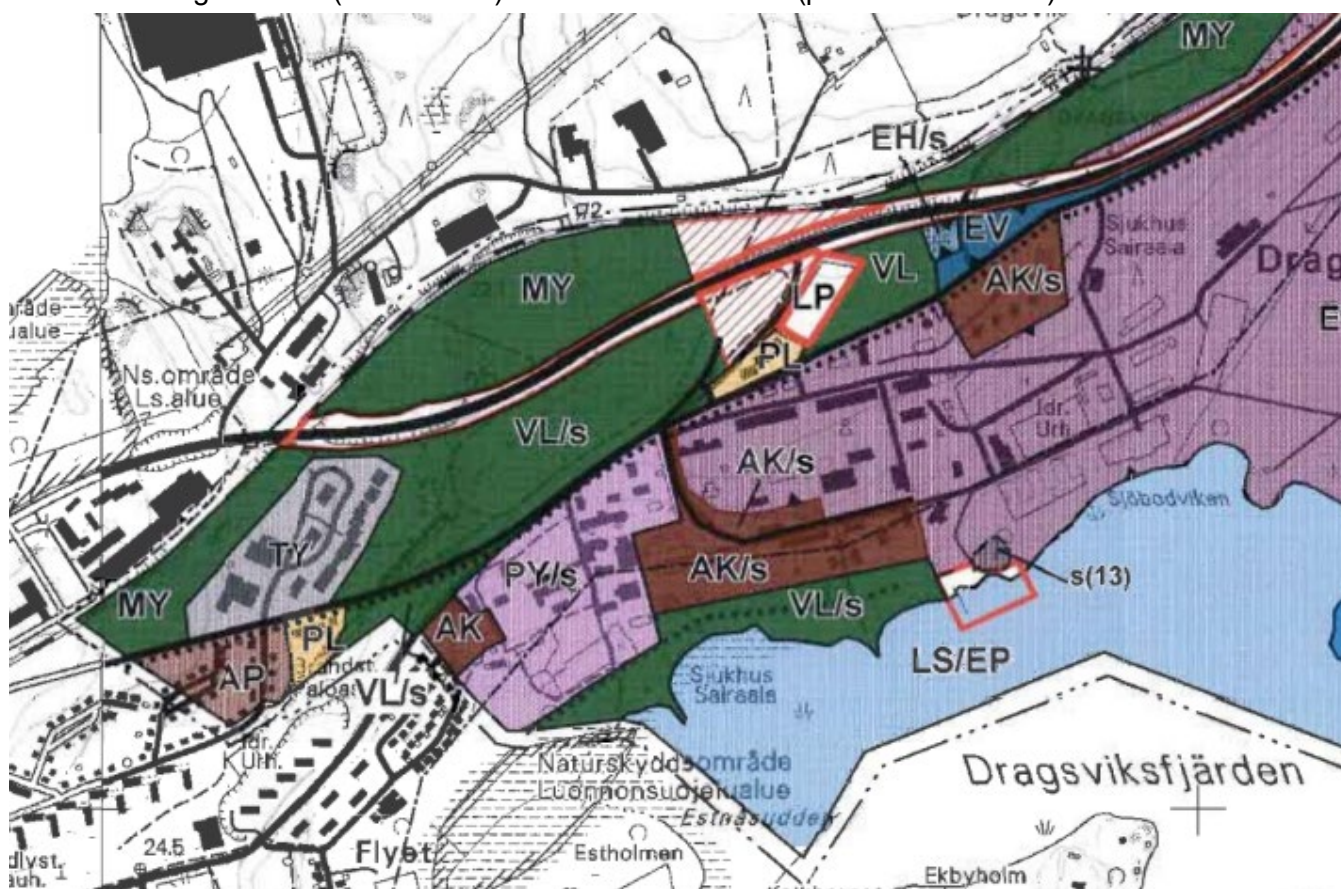 MY
EH/s
EV
Sjukhus
Sairaala
MY
VL
LP
AK/s
Drag
E
Ns.område
Ls.alue
PL
VL/s
Idr.
Urh.
AK/s
Sjöbodviken
TY
PY/s
AK/s
s(13)
MY
AK
VL/s
PL
AP
VL/s
LS/EP
Sjukhus
Sairaala
Idr.
Urh.
Naturskyddsområde
Luonnonsuojelualue
Dragsviksfjärden
24.5
Flyet
Estholmen
Ekbyholm